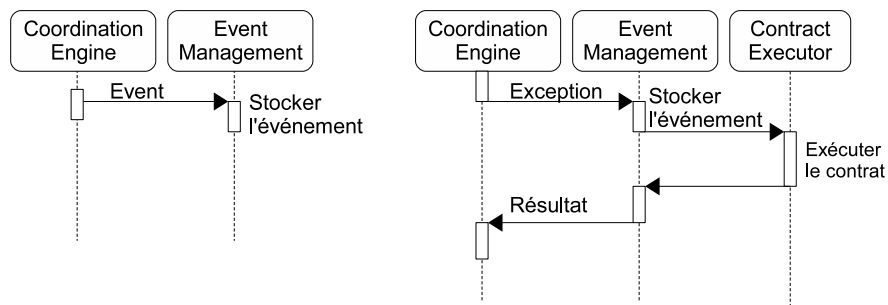 Coordination
Engine
Event
Management
Event
Stocker
l'événement
Coordination
Engine
Event
Management
Contract
Executor
Exception
Stocker
l'événement
Exécuter
le contrat
Résultat